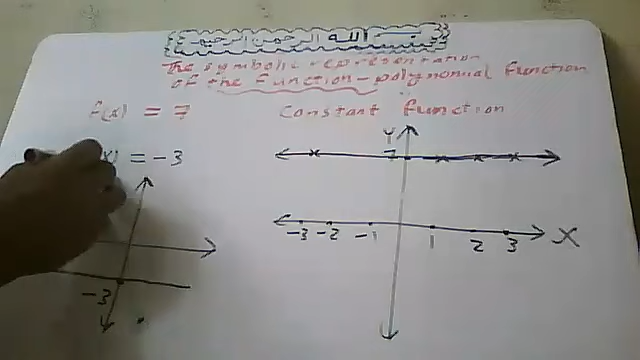 بسم الله الرحمن الرحيم
The symbolic representation
of the function - polynomial function
f(x) = 7
Constant function
x) = -3
Y
7
-3 -2 -1 1 2 3 X
-3